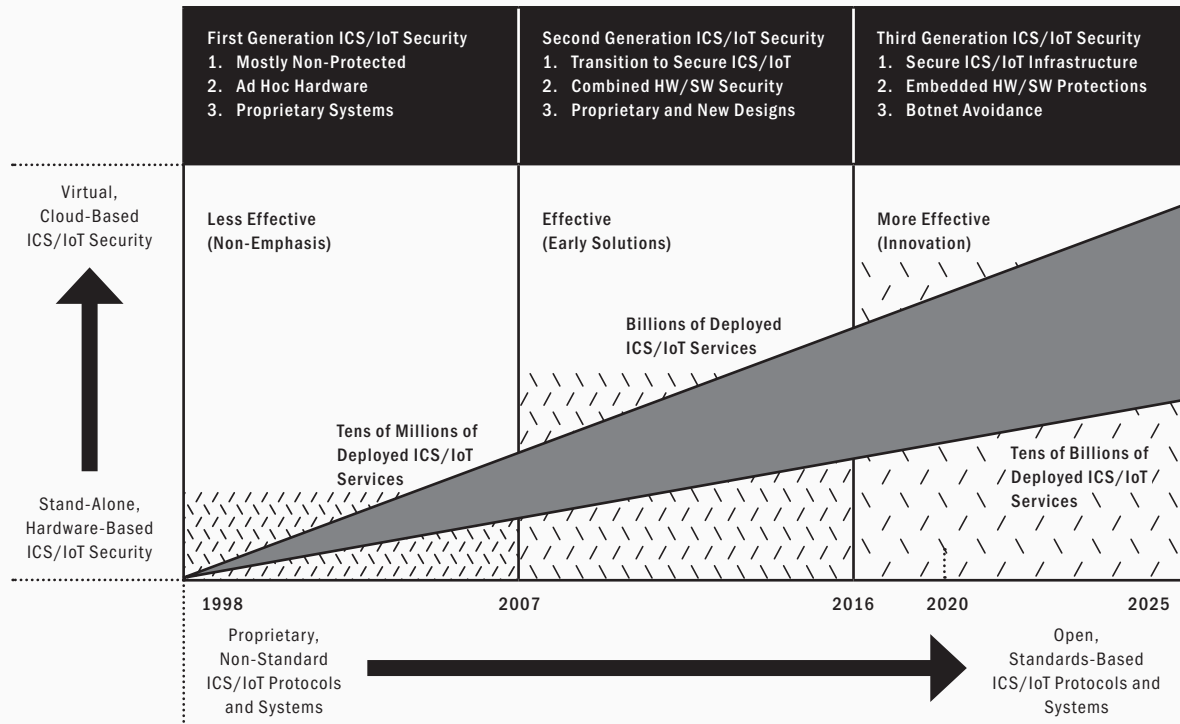 First Generation ICS/IoT Security
1. Mostly Non-Protected
2. Ad Hoc Hardware
3. Proprietary Systems
Second Generation ICS/IoT Security
1. Transition to Secure ICS/IoT
2. Combined HW/SW Security
3. Proprietary and New Designs
Third Generation ICS/IoT Security
1. Secure ICS/IoT Infrastructure
2. Embedded HW/SW Protections
3. Botnet Avoidance
Virtual,
Cloud-Based
ICS/IoT Security
Less Effective
(Non-Emphasis)
Effective
(Early Solutions)
More Effective
(Innovation)
Billions of Deployed
ICS/IoT Services
Tens of Millions of
Deployed ICS/IoT
Services
Tens of Billions of
Deployed ICS/IoT
Services
Stand-Alone,
Hardware-Based
ICS/IoT Security
1998
2007
2016
2020
2025
Proprietary,
Non-Standard
ICS/IoT Protocols
and Systems
Open,
Standards-Based
ICS/IoT Protocols and
Systems